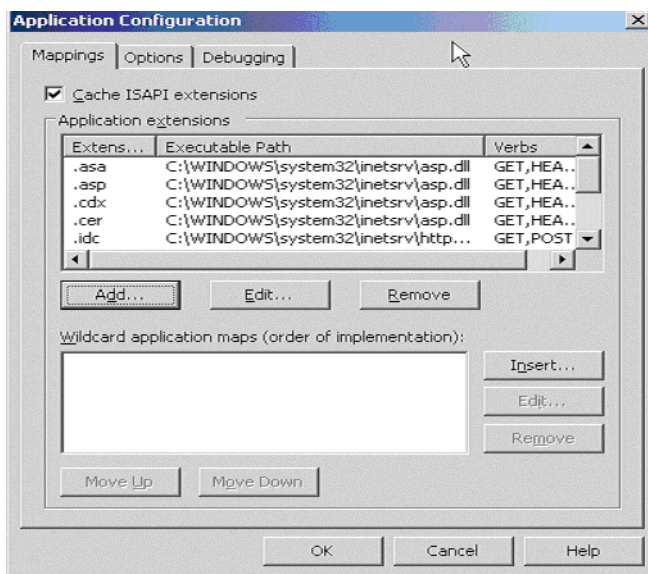 Application Configuration
Mappings Options Debugging
Cache ISAPI extensions
Application extensions
Extens... Executable Path Verbs
.asa C:\WINDOWS\system32\inetsrv\asp.dll GET,HEA..
.asp C:\WINDOWS\system32\inetsrv\asp.dll GET,HEA..
.cdx C:\WINDOWS\system32\inetsrv\asp.dll GET,HEA..
.cer C:\WINDOWS\system32\inetsrv\asp.dll GET,HEA..
.idc C:\WINDOWS\system32\inetsrv\http... GET,POST
Add... Edit... Remove
Wildcard application maps (order of implementation):
Insert...
Edit...
Remove
Move Up Move Down
OK Cancel Help